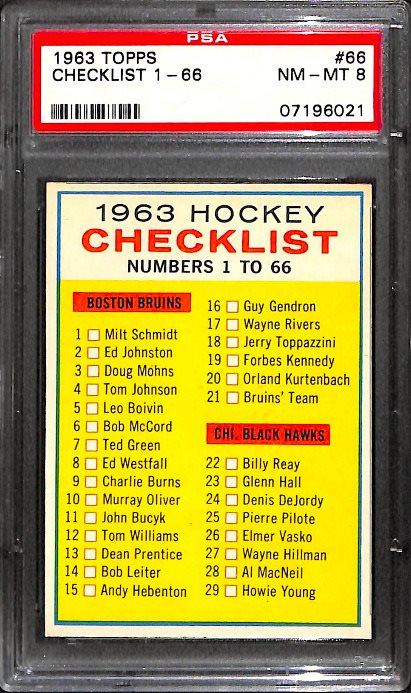 PSA
1963 TOPPS #66
CHECKLIST 1-66 NM-MT 8
07196021
1963 HOCKEY
CHECKLIST
NUMBERS 1 TO 66
BOSTON BRUINS
1 Milt Schmidt
2 Ed Johnston
3 Doug Mohns
4 Tom Johnson
5 Leo Boivin
6 Bob McCord
7 Ted Green
8 Ed Westfall
9 Charlie Burns
10 Murray Oliver
11 John Bucyk
12 Tom Williams
13 Dean Prentice
14 Bob Leiter
15 Andy Hebenton
16 Guy Gendron
17 Wayne Rivers
18 Jerry Toppazzini
19 Forbes Kennedy
20 Orland Kurtenbach
21 Bruins' Team
CHI. BLACK HAWKS
22 Billy Reay
23 Glenn Hall
24 Denis DeJordy
25 Pierre Pilote
26 Elmer Vasko
27 Wayne Hillman
28 Al MacNeil
29 Howie Young